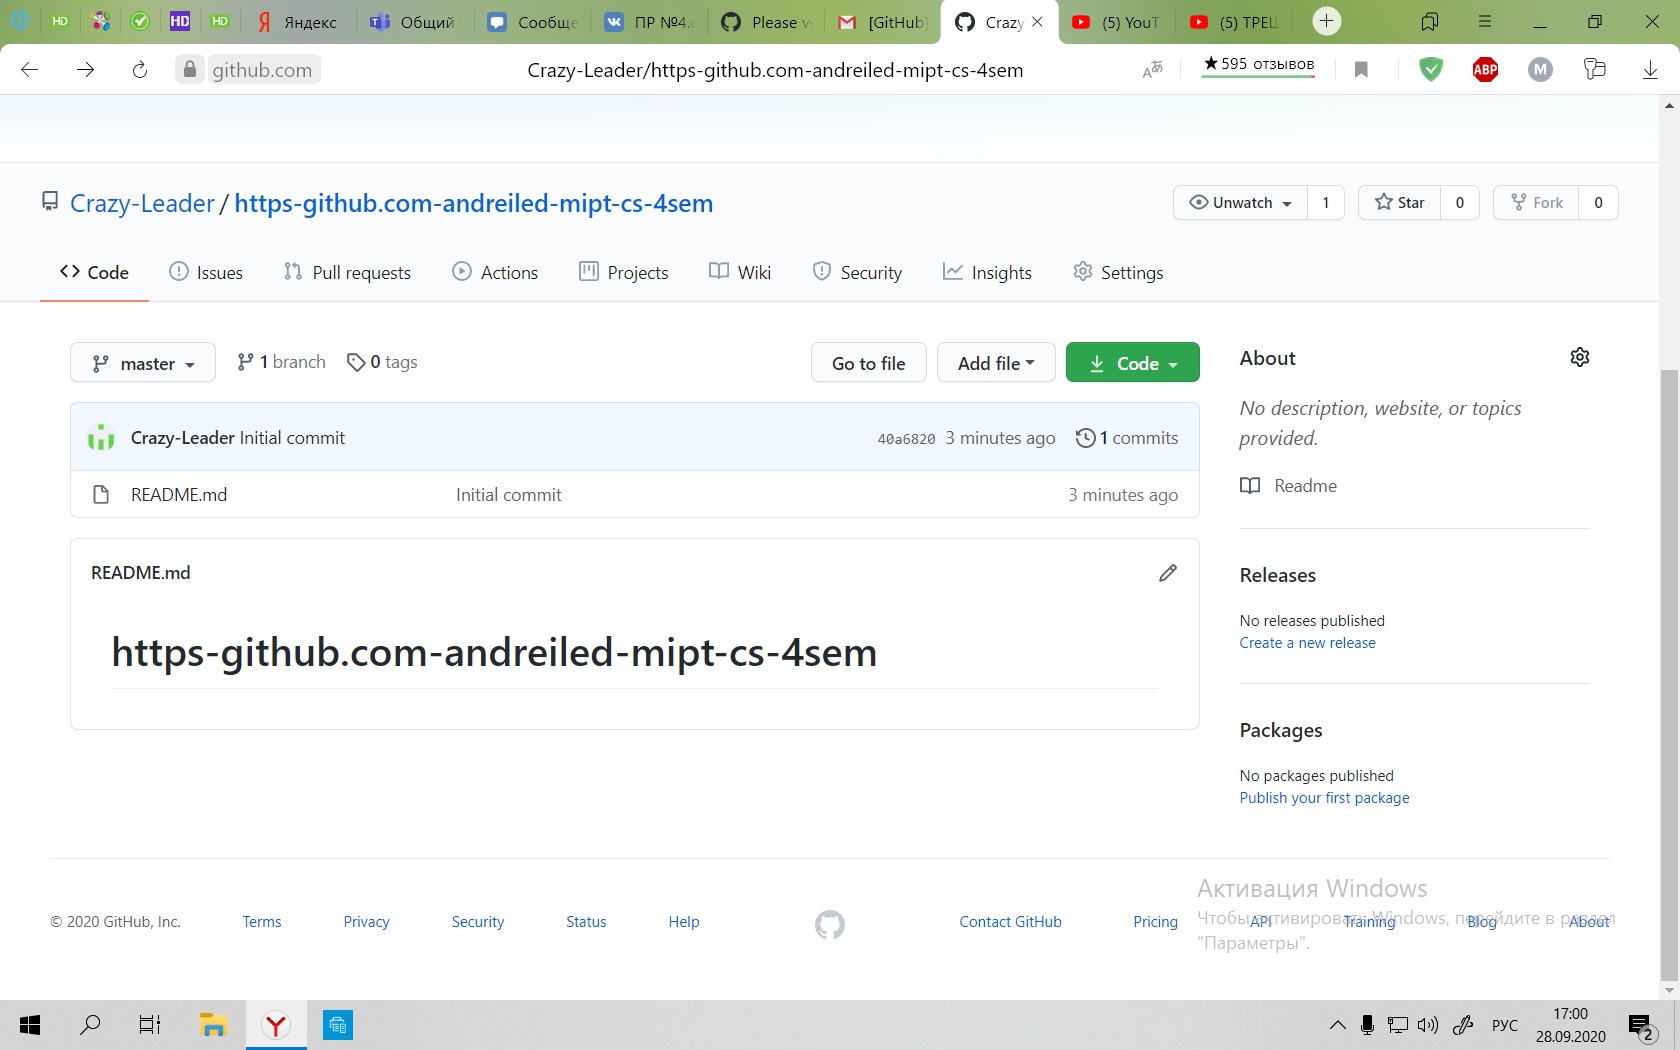 HD
HD
HD
Яндекс
Общий
Сообще
ПР №4.
Please v
[GitHub]
Crazy
(5) YouT
(5) ТРЕЩ
github.com
Crazy-Leader/https-github.com-andreiled-mipt-cs-4sem
★595 отзывов
ABP
M
Crazy-Leader / https-github.com-andreiled-mipt-cs-4sem
Unwatch 1
Star 0
Fork 0
Code
Issues
Pull requests
Actions
Projects
Wiki
Security
Insights
Settings
master
1 branch
0 tags
Go to file
Add file
Code
Crazy-Leader Initial commit
40a6820 3 minutes ago
1 commits
README.md
Initial commit
3 minutes ago
README.md
https-github.com-andreiled-mipt-cs-4sem
About
No description, website, or topics
provided.
Readme
Releases
No releases published
Create a new release
Packages
No packages published
Publish your first package
© 2020 GitHub, Inc.
Terms
Privacy
Security
Status
Help
Contact GitHub
Pricing
API
Training
Blog
About
Активация Windows
Чтобы активировать Windows, перейдите в раздел
"Параметры".
РУС
17:00
28.09.2020
2